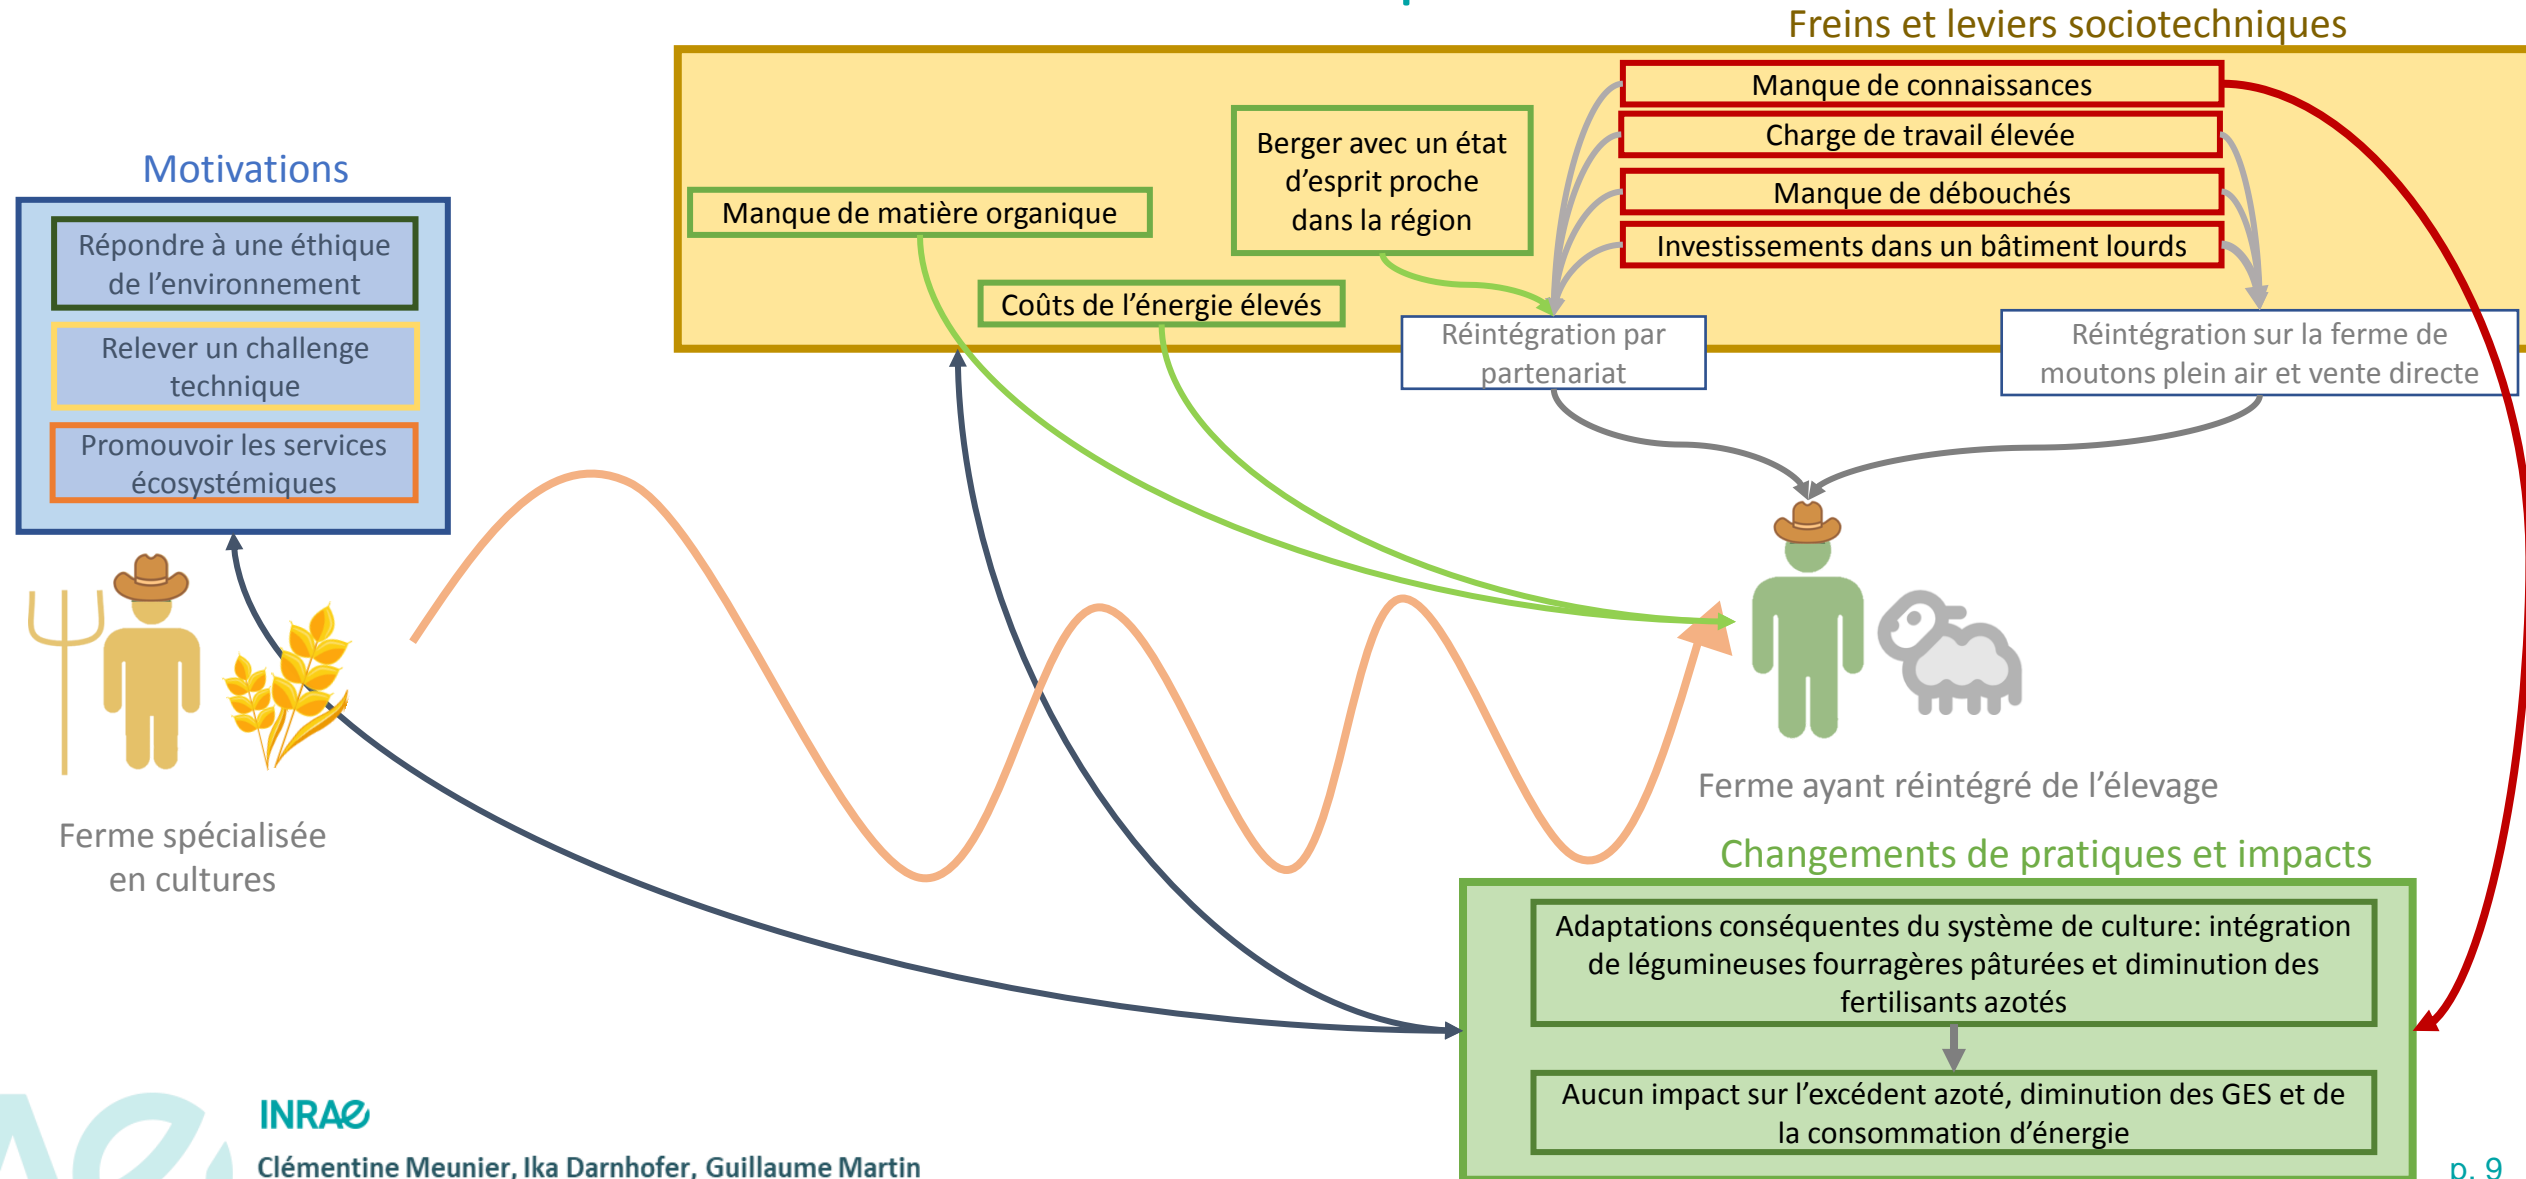 Freins et leviers sociotechniques
Manque de connaissances
Charge de travail élevée
Manque de débouchés
Investissements dans un bâtiment lourds
Berger avec un état
d'esprit proche
dans la région
Manque de matière organique
Coûts de l'énergie élevés
Réintégration par
partenariat
Réintégration sur la ferme de
moutons plein air et vente directe
Motivations
Répondre à une éthique
de l'environnement
Relever un challenge
technique
Promouvoir les services
écosystémiques
Ferme spécialisée
en cultures
Ferme ayant réintégré de l'élevage
Changements de pratiques et impacts
Adaptations conséquentes du système de culture: intégration
de légumineuses fourragères pâturées et diminution des
fertilisants azotés
Aucun impact sur l'excédent azoté, diminution des GES et de
la consommation d'énergie
INRAE
Clémentine Meunier, Ika Darnhofer, Guillaume Martin
p. 9